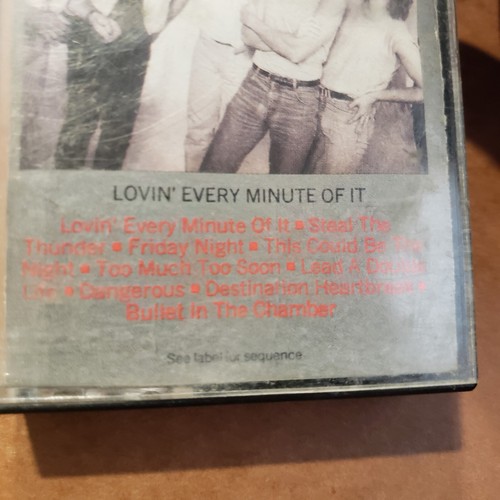 LOVIN' EVERY MINUTE OF IT
Lovin' Every Minute Of It ▪ Steal The
Thunder ▪ Friday Night ▪ This Could Be The
Night ▪ Too Much Too Soon ▪ Lead A Double
Life ▪ Dangerous ▪ Destination Heartbreak ▪
Bullet In The Chamber
See label for sequence.